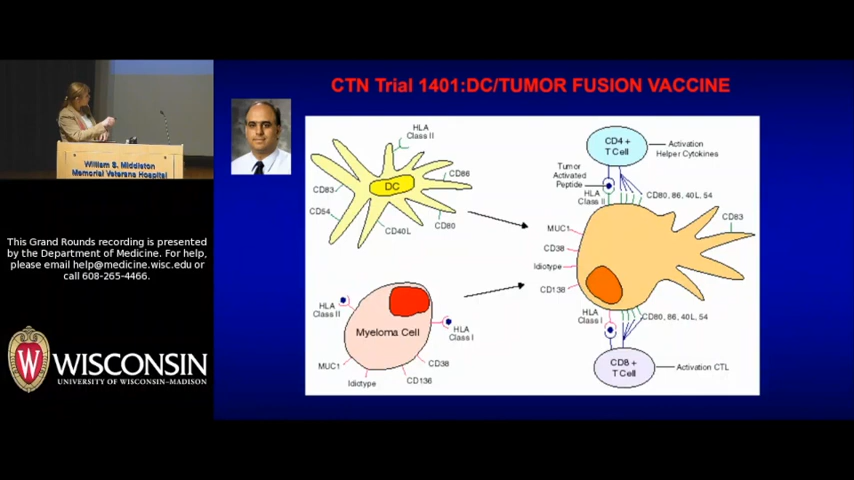 CTN Trial 1401:DC/TUMOR FUSION VACCINE
William S. Middleton
Memorial Veterans Hospital
This Grand Rounds recording is presented
by the Department of Medicine. For help,
please email help@medicine.wisc.edu or
call 608-265-4466.
W
WISCONSIN
UNIVERSITY OF WISCONSIN–MADISON
HLA
Class II
CD86
DC
CD83
CD54
CD80
CD40L
HLA
Class II
HLA
Class I
Myeloma Cell
MUC1
CD38
Idictype
CD136
CD4 +
T Cell
Activation
Helper Cytokines
Tumor
Activated
Peptide
HLA
Class II
CD80, 86, 40L, 54
CD83
MUC1
CD38
Idiotype
CD138
HLA
Class I
CD80, 86, 40L, 54
CD8 +
T Cell
Activation CTL